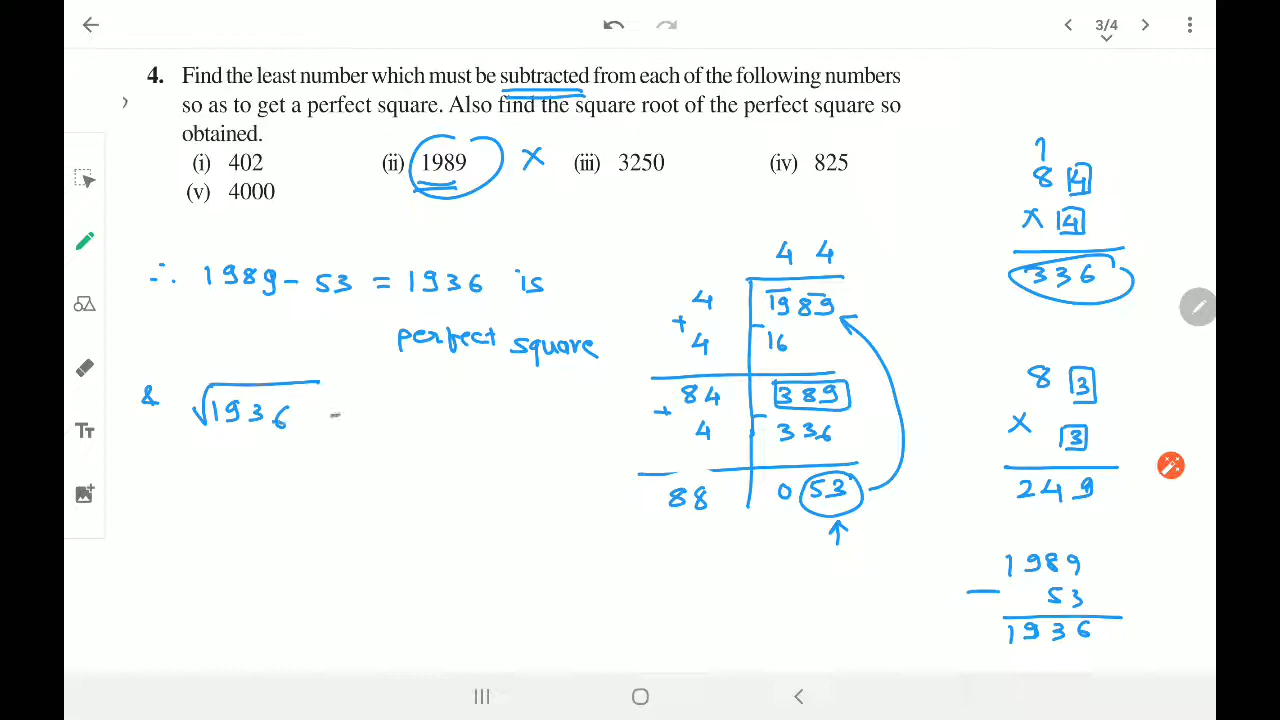 3/4
4. Find the least number which must be subtracted from each of the following numbers
so as to get a perfect square. Also find the square root of the perfect square so
obtained.
(i) 402 (ii) 1989 × (iii) 3250 (iv) 825
(v) 4000
∴ 1989 - 53 = 1936 is
perfect square
& √1936 =
4 4
4 1989
+
4 -16
84 389
+
4 -336
88 0 53
1
8 4
× 4
336
8 3
× 3
249
1989
- 53
1936
Tт